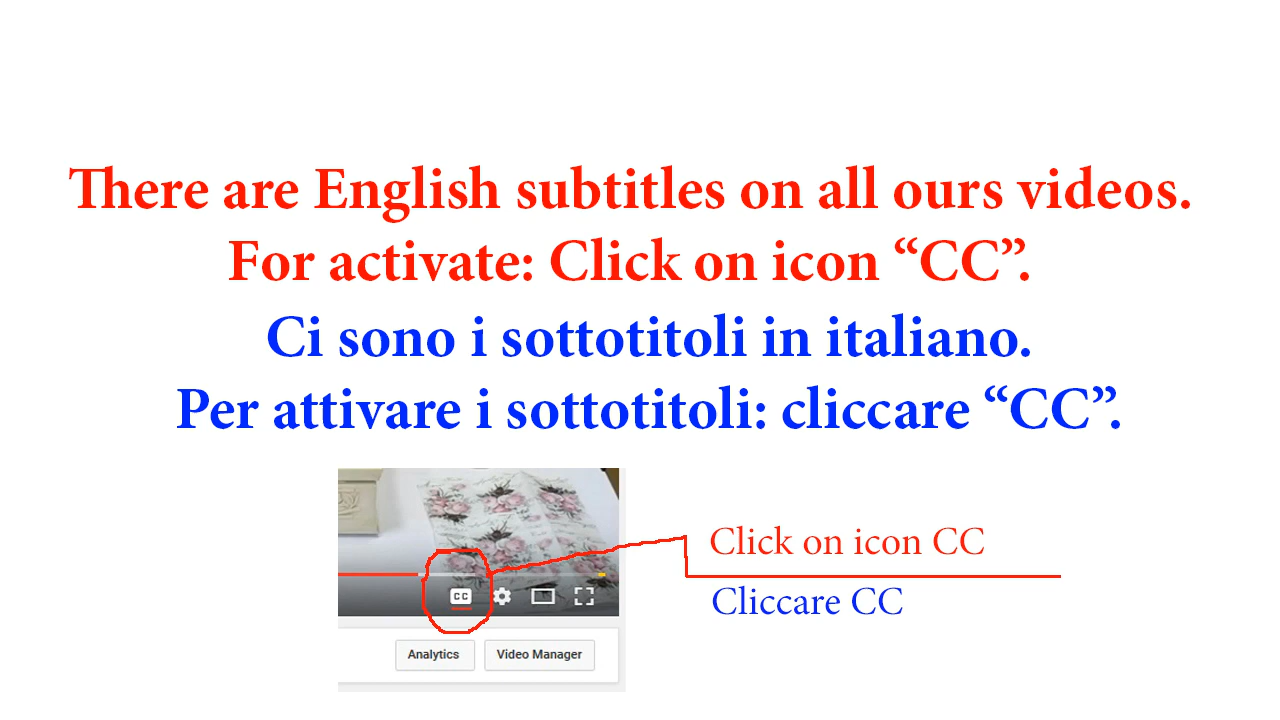 There are English subtitles on all ours videos.
For activate: Click on icon “CC”.
Ci sono i sottotitoli in italiano.
Per attivare i sottotitoli: cliccare “CC”.
Click on icon CC
Cliccare CC
CC
Analytics
Video Manager